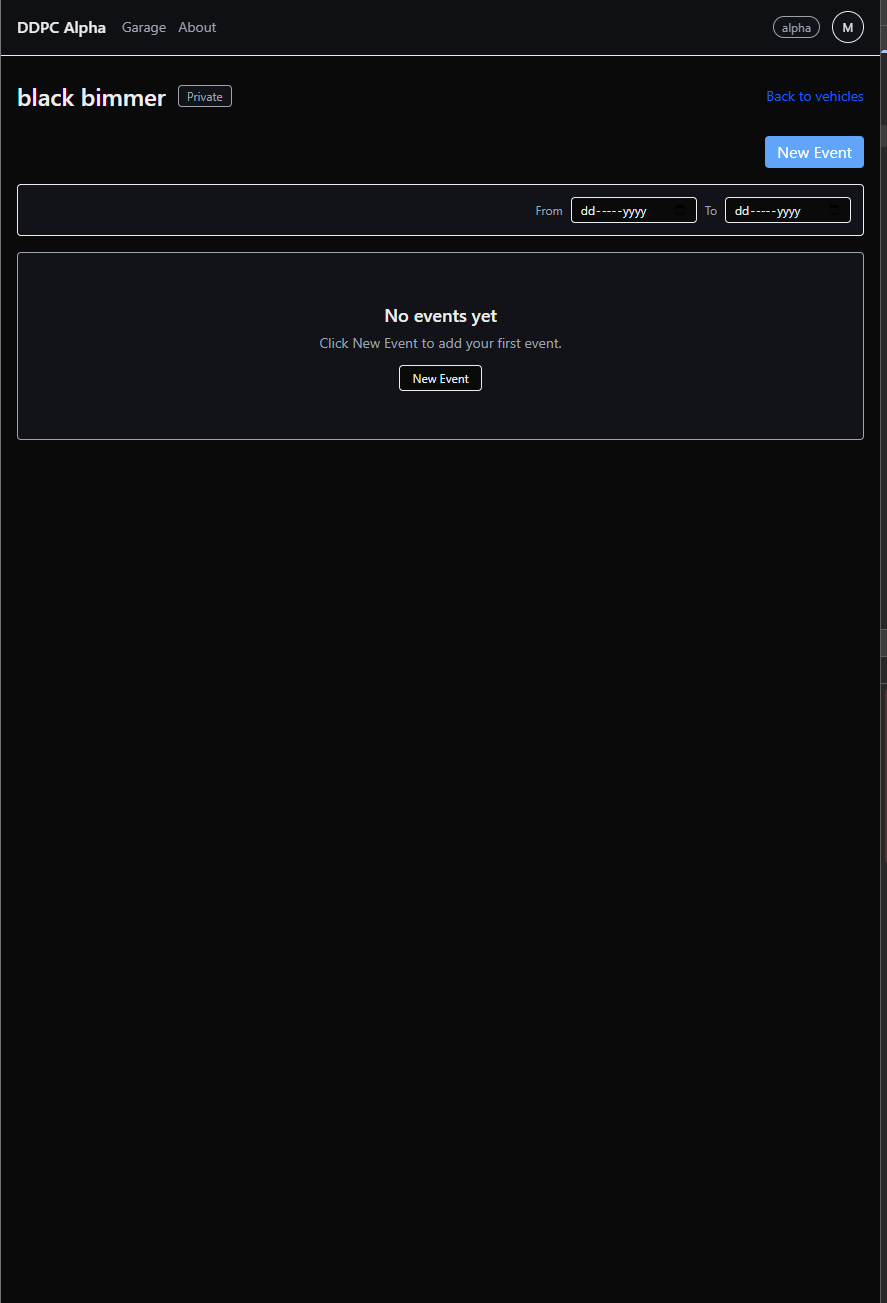 DDPC Alpha Garage About alpha M
black bimmer Private Back to vehicles
New Event
From dd-----yyyy To dd-----yyyy
No events yet
Click New Event to add your first event.
New Event